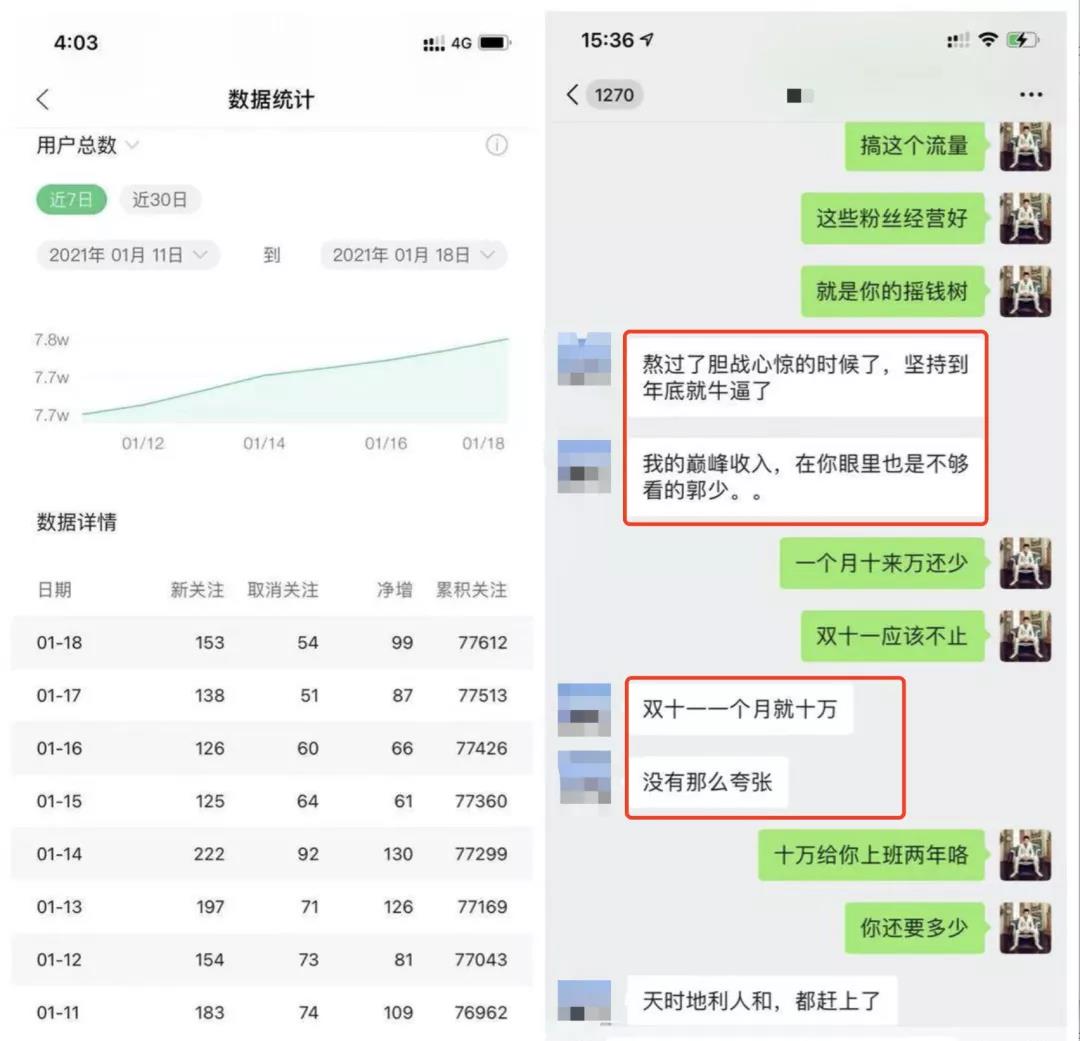 4:03
4G
数据统计
用户总数
近7日
近30日
2021年 01月 11日
到
2021年 01月 18日
7.8w
7.7w
7.7w
01/12 01/14 01/16 01/18
数据详情
日期 新关注 取消关注 净增 累积关注
01-18 153 54 99 77612
01-17 138 51 87 77513
01-16 126 60 66 77426
01-15 125 64 61 77360
01-14 222 92 130 77299
01-13 197 71 126 77169
01-12 154 73 81 77043
01-11 183 74 109 76962
15:36
1270
搞这个流量
这些粉丝经营好
就是你的摇钱树
熬过了胆战心惊的时候了，坚持到
年底就牛逼了
我的巅峰收入，在你眼里也是不够
看的郭少。。
一个月十来万还少
双十一应该不止
双十一一个月就十万
没有那么夸张
十万给你上班两年咯
你还要多少
天时地利人和，都赶上了